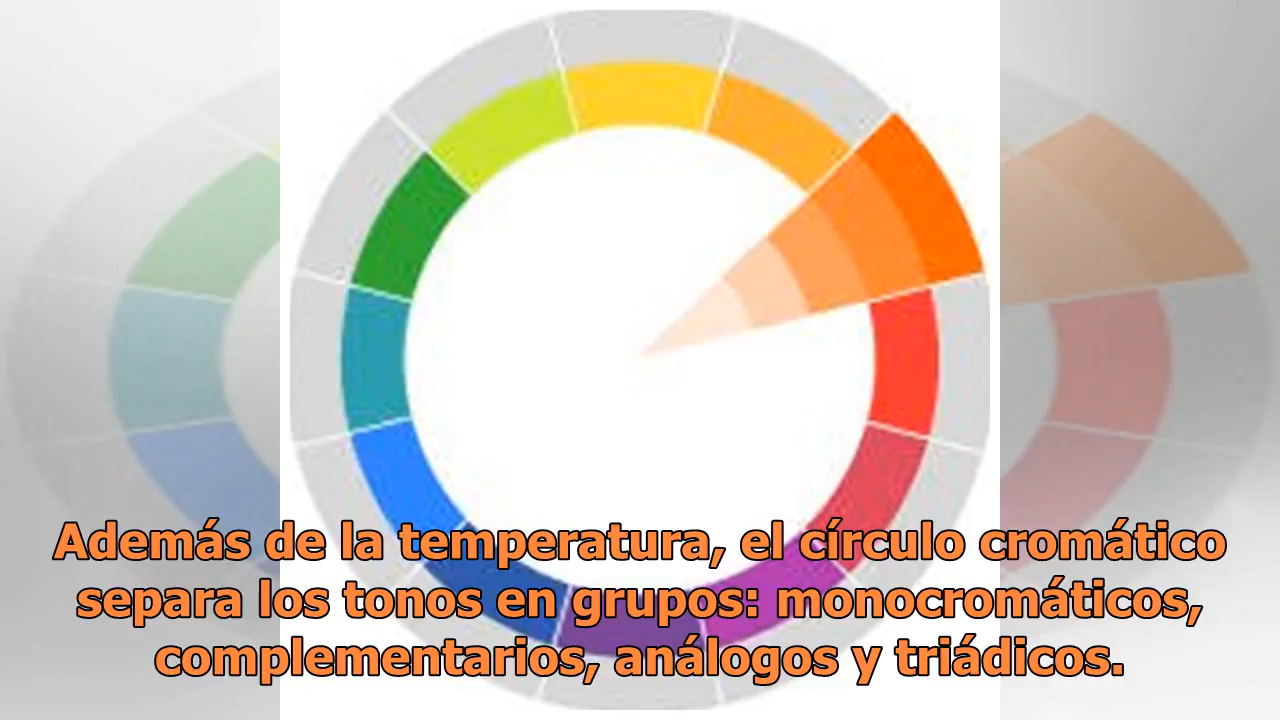 Además de la temperatura, el círculo cromático
separa los tonos en grupos: monocromáticos,
complementarios, análogos y triádicos.